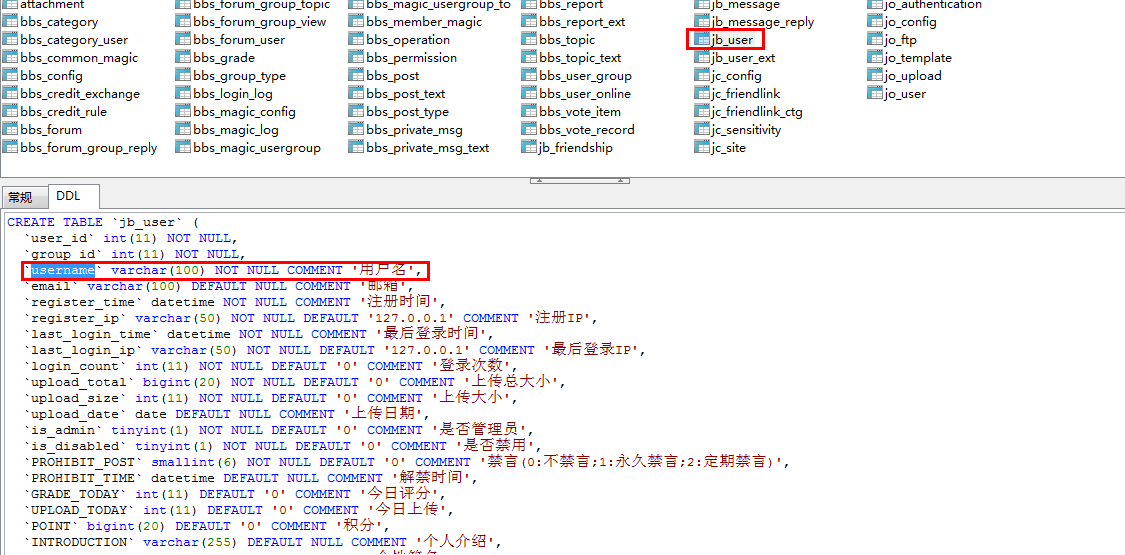 attachment bbs_forum_group_topic bbs_magic_usergroup_to bbs_report jb_message jo_authentication
bbs_category bbs_forum_group_view bbs_member_magic bbs_report_ext jb_message_reply jo_config
bbs_category_user bbs_forum_user bbs_operation bbs_topic jb_user jo_ftp
bbs_common_magic bbs_grade bbs_permission bbs_topic_text jb_user_ext jo_template
bbs_config bbs_group_type bbs_post bbs_user_group jc_config jo_upload
bbs_credit_exchange bbs_login_log bbs_post_text bbs_user_online jc_friendlink jo_user
bbs_credit_rule bbs_magic_config bbs_post_type bbs_vote_item jc_friendlink_ctg
bbs_forum bbs_magic_log bbs_private_msg bbs_vote_record jc_sensitivity
bbs_forum_group_reply bbs_magic_usergroup bbs_private_msg_text jb_friendship jc_site
常规 DDL
CREATE TABLE `jb_user` (
`user_id` int(11) NOT NULL,
`group_id` int(11) NOT NULL,
`username` varchar(100) NOT NULL COMMENT '用户名',
`email` varchar(100) DEFAULT NULL COMMENT '邮箱',
`register_time` datetime NOT NULL COMMENT '注册时间',
`register_ip` varchar(50) NOT NULL DEFAULT '127.0.0.1' COMMENT '注册IP',
`last_login_time` datetime NOT NULL COMMENT '最后登录时间',
`last_login_ip` varchar(50) NOT NULL DEFAULT '127.0.0.1' COMMENT '最后登录IP',
`login_count` int(11) NOT NULL DEFAULT '0' COMMENT '登录次数',
`upload_total` bigint(20) NOT NULL DEFAULT '0' COMMENT '上传总大小',
`upload_size` int(11) NOT NULL DEFAULT '0' COMMENT '上传大小',
`upload_date` date DEFAULT NULL COMMENT '上传日期',
`is_admin` tinyint(1) NOT NULL DEFAULT '0' COMMENT '是否管理员',
`is_disabled` tinyint(1) NOT NULL DEFAULT '0' COMMENT '是否禁用',
`PROHIBIT_POST` smallint(6) NOT NULL DEFAULT '0' COMMENT '禁言(0:不禁言;1:永久禁言;2:定期禁言)',
`PROHIBIT_TIME` datetime DEFAULT NULL COMMENT '解禁时间',
`GRADE_TODAY` int(11) DEFAULT '0' COMMENT '今日评分',
`UPLOAD_TODAY` int(11) DEFAULT '0' COMMENT '今日上传',
`POINT` bigint(20) DEFAULT '0' COMMENT '积分',
`INTRODUCTION` varchar(255) DEFAULT NULL COMMENT '个人介绍',